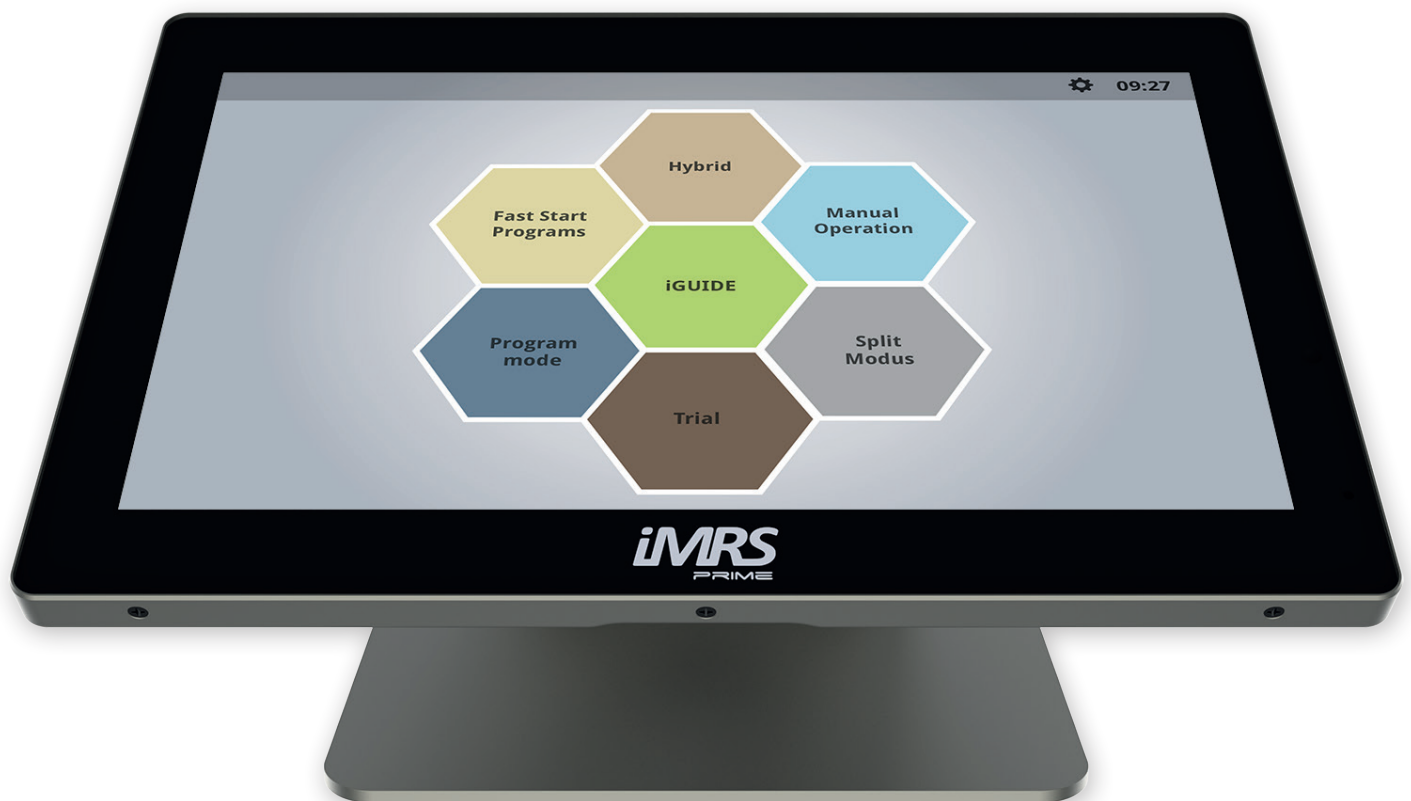 09:27
Hybrid
Fast Start
Programs
Manual
Operation
iGUIDE
Program
mode
Split
Modus
Trial
iMRS
PRIME